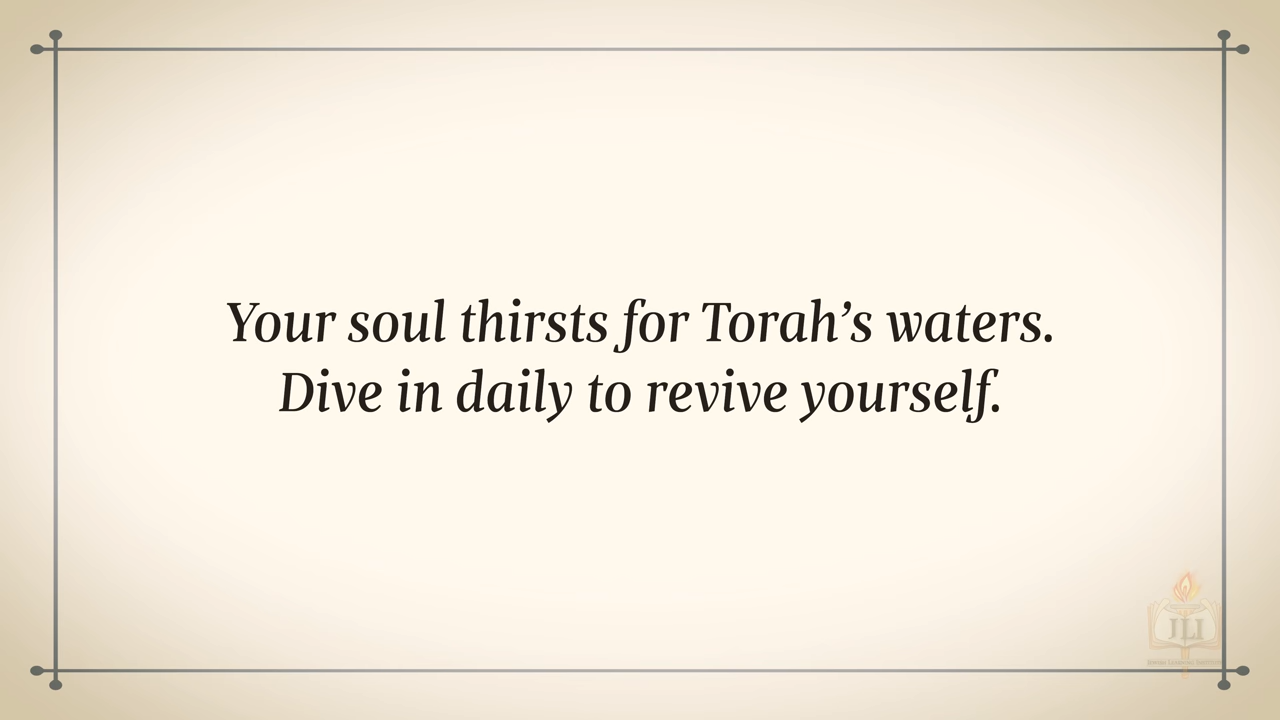 Your soul thirsts for Torah’s waters.
Dive in daily to revive yourself.
JLI